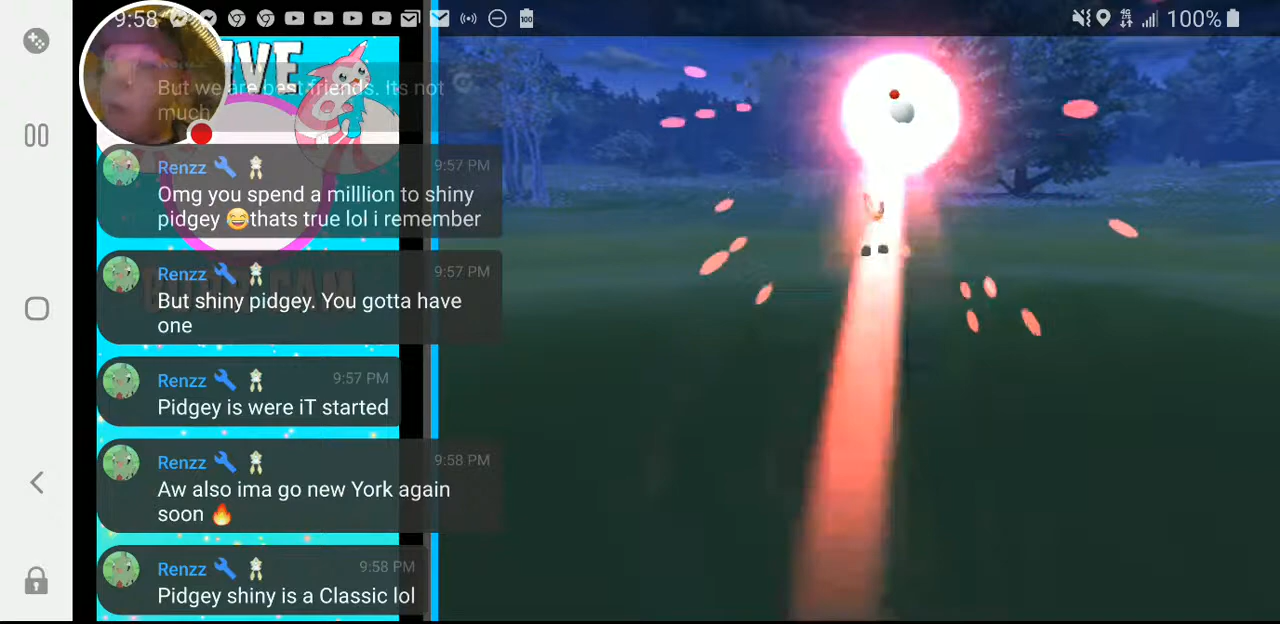 9:58
100
4G
100%
IVE
But we are best friends. Its not
much
Renzz
9:57 PM
Omg you spend a milllion to shiny
pidgey 😂thats true lol i remember
Renzz
9:57 PM
But shiny pidgey. You gotta have
one
Renzz
9:57 PM
Pidgey is were iT started
Renzz
9:58 PM
Aw also ima go new York again
soon 🔥
Renzz
9:58 PM
Pidgey shiny is a Classic lol